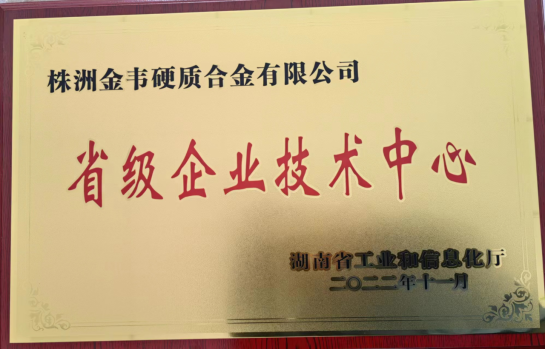 株洲金韦硬质合金有限公司
省级企业技术中心
湖南省工业和信息化厅
二〇二二年十一月